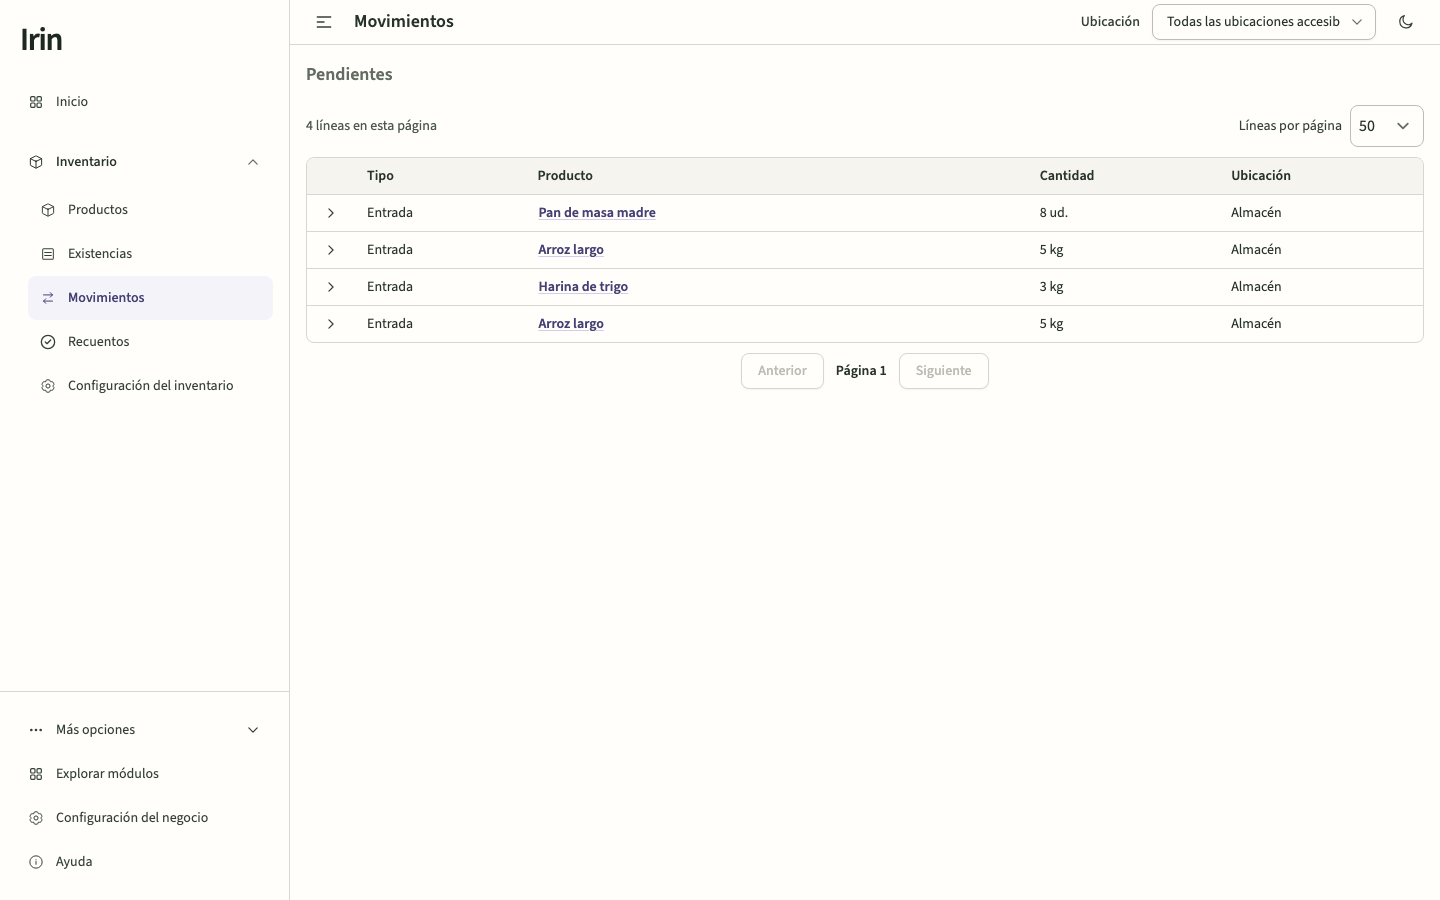 Irin
Inicio
Inventario
Productos
Existencias
Movimientos
Recuentos
Configuración del inventario
Más opciones
Explorar módulos
Configuración del negocio
Ayuda
Movimientos
Ubicación
Todas las ubicaciones accesib
Pendientes
4 líneas en esta página
Líneas por página
50
Tipo Producto Cantidad Ubicación
Entrada Pan de masa madre 8 ud. Almacén
Entrada Arroz largo 5 kg Almacén
Entrada Harina de trigo 3 kg Almacén
Entrada Arroz largo 5 kg Almacén
Anterior Página 1 Siguiente